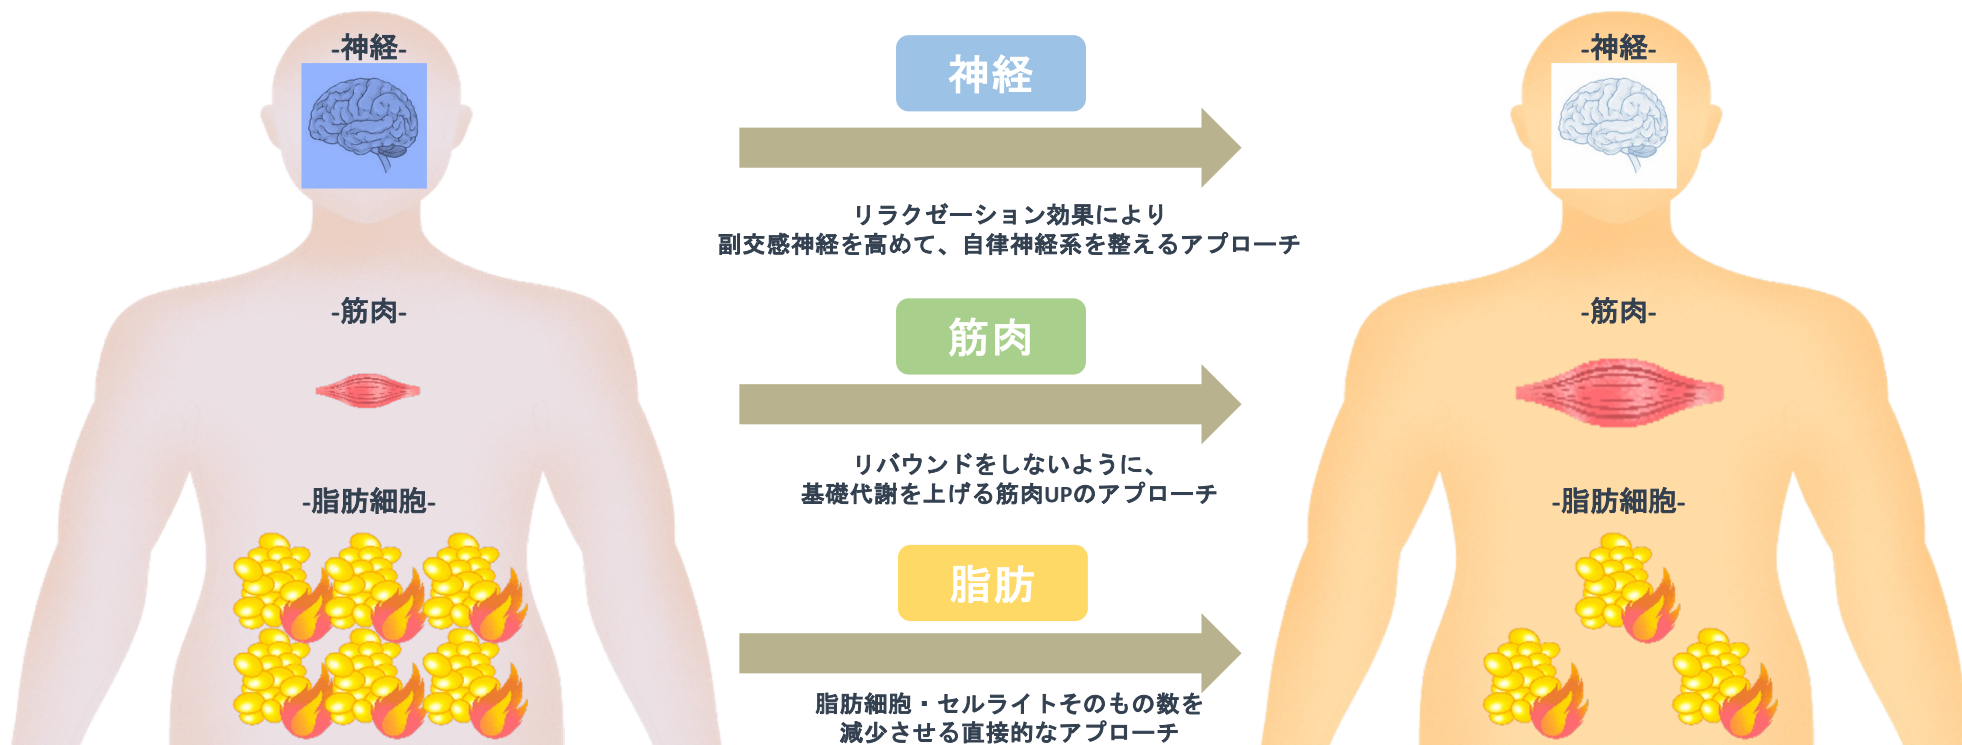 -神経-
-筋肉-
-脂肪細胞-
神経
リラクゼーション効果により
副交感神経を高めて、自律神経系を整えるアプローチ
筋肉
リバウンドをしないように、
基礎代謝を上げる筋肉UPのアプローチ
脂肪
脂肪細胞・セルライトそのもの数を
減少させる直接的なアプローチ
-神経-
-筋肉-
-脂肪細胞-